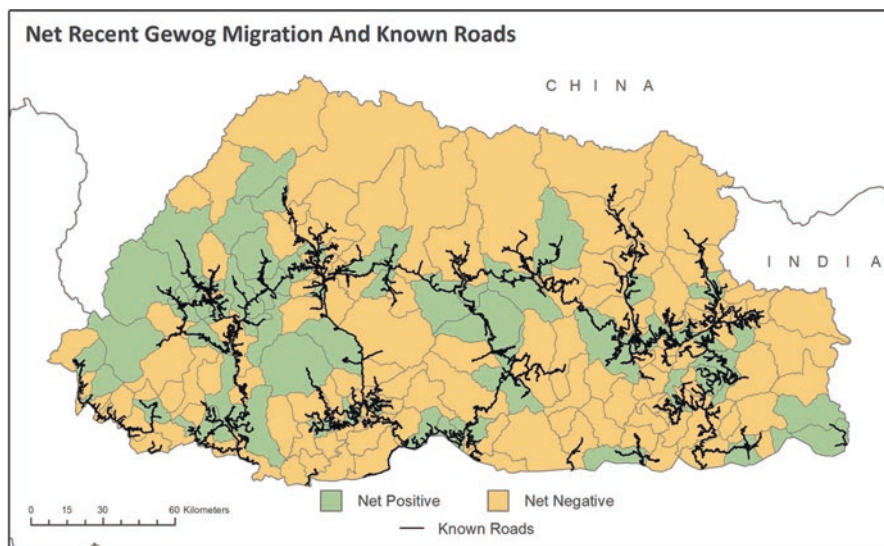 Net Recent Gewog Migration And Known Roads
C H I N A
I N D I A
0 15 30 60 Kilometers
Net Positive
Net Negative
Known Roads